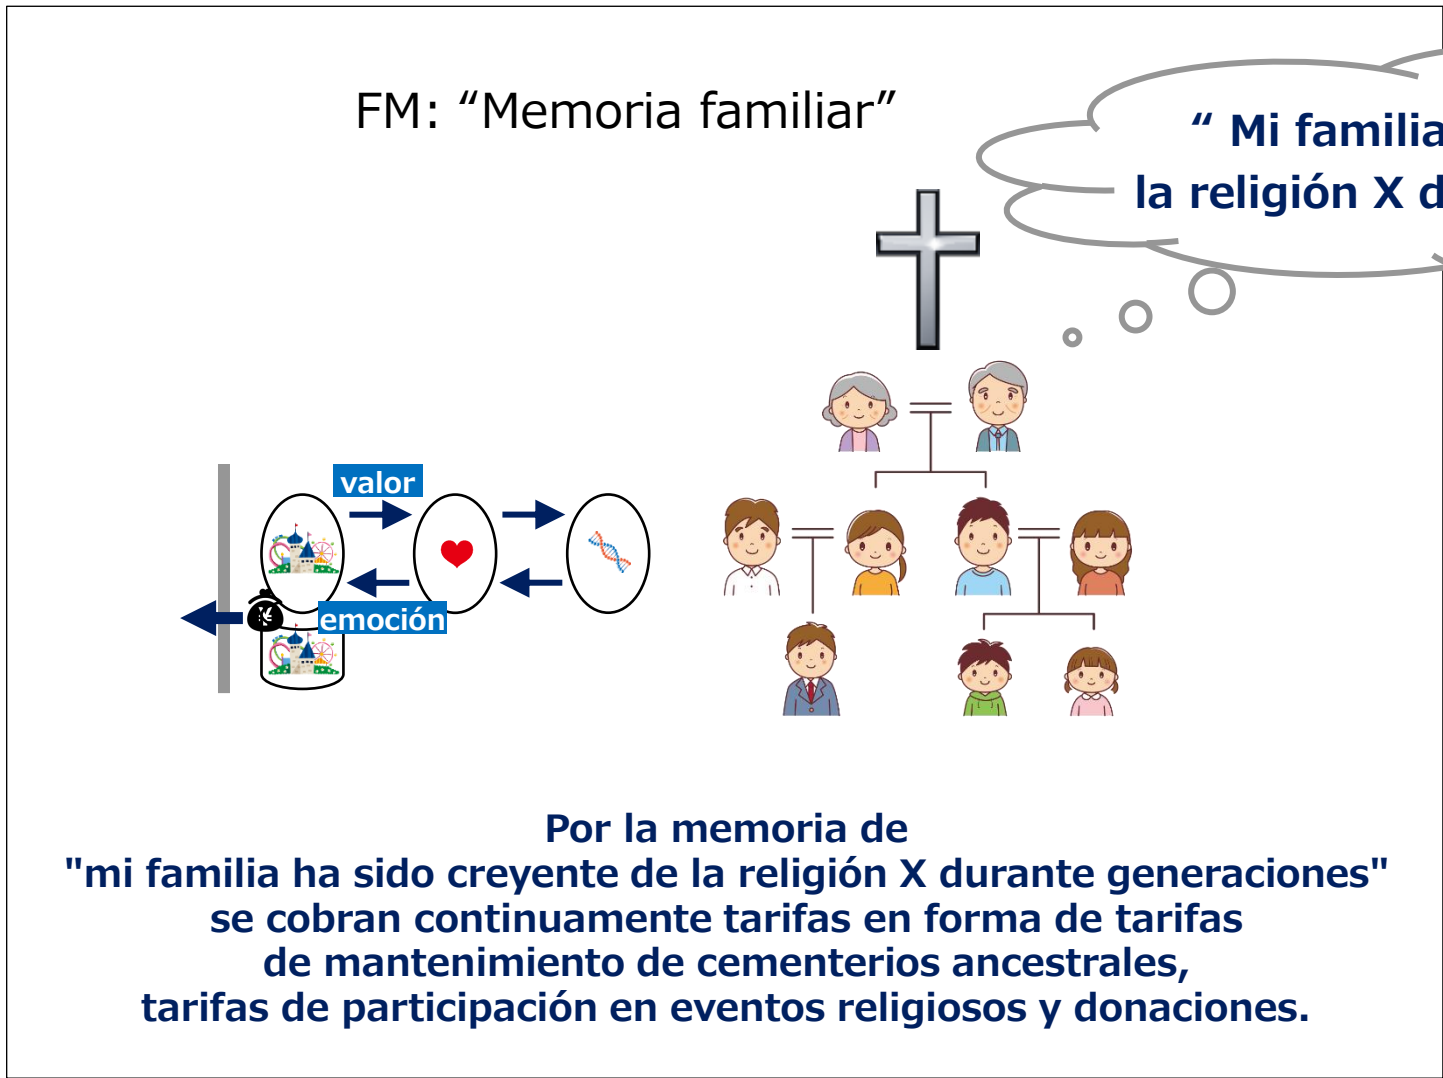 FM: “Memoria familiar”
“ Mi familia
la religión X d
valor
emoción
Por la memoria de
"mi familia ha sido creyente de la religión X durante generaciones"
se cobran continuamente tarifas en forma de tarifas
de mantenimiento de cementerios ancestrales,
tarifas de participación en eventos religiosos y donaciones.